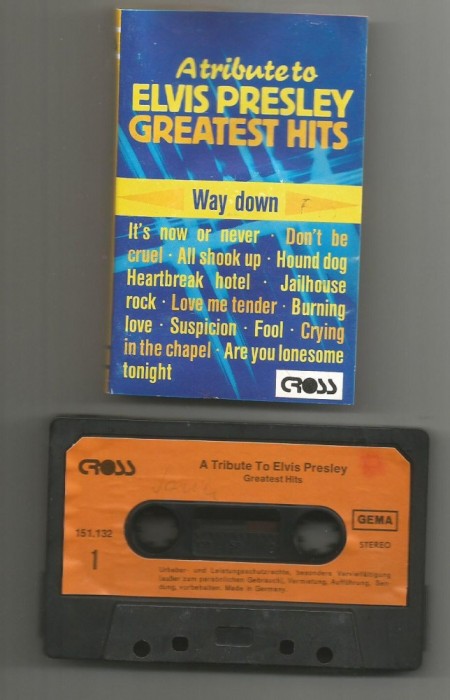 A tribute to
ELVIS PRESLEY
GREATEST HITS
Way down
It's now or never · Don't be
cruel · All shook up · Hound dog
Heartbreak hotel · Jailhouse
rock · Love me tender · Burning
love · Suspicion · Fool · Crying
in the chapel · Are you lonesome
tonight
CROSS
CROSS
A Tribute To Elvis Presley
Greatest Hits
GEMA
151.132
STEREO
1
Urheber- und Leistungsschutzrechte, besonders Vervielfältigung
(außer zum persönlichen Gebrauch), Vermietung, Aufführung, Sen-
dung, vorbehalten. Made in Germany.